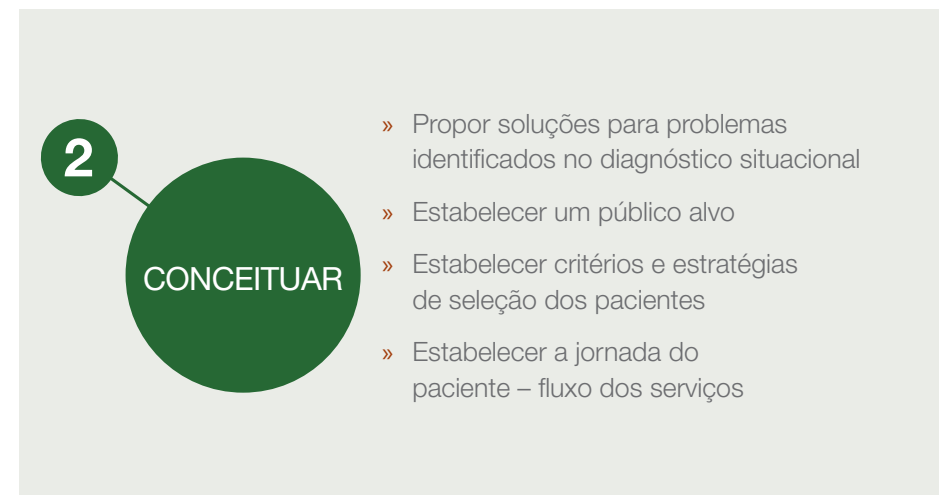 2
CONCEITUAR
» Propor soluções para problemas
identificados no diagnóstico situacional
» Estabelecer um público alvo
» Estabelecer critérios e estratégias
de seleção dos pacientes
» Estabelecer a jornada do
paciente – fluxo dos serviços